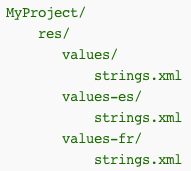 MyProject/
    res/
       values/
           strings.xml
       values-es/
           strings.xml
       values-fr/
           strings.xml